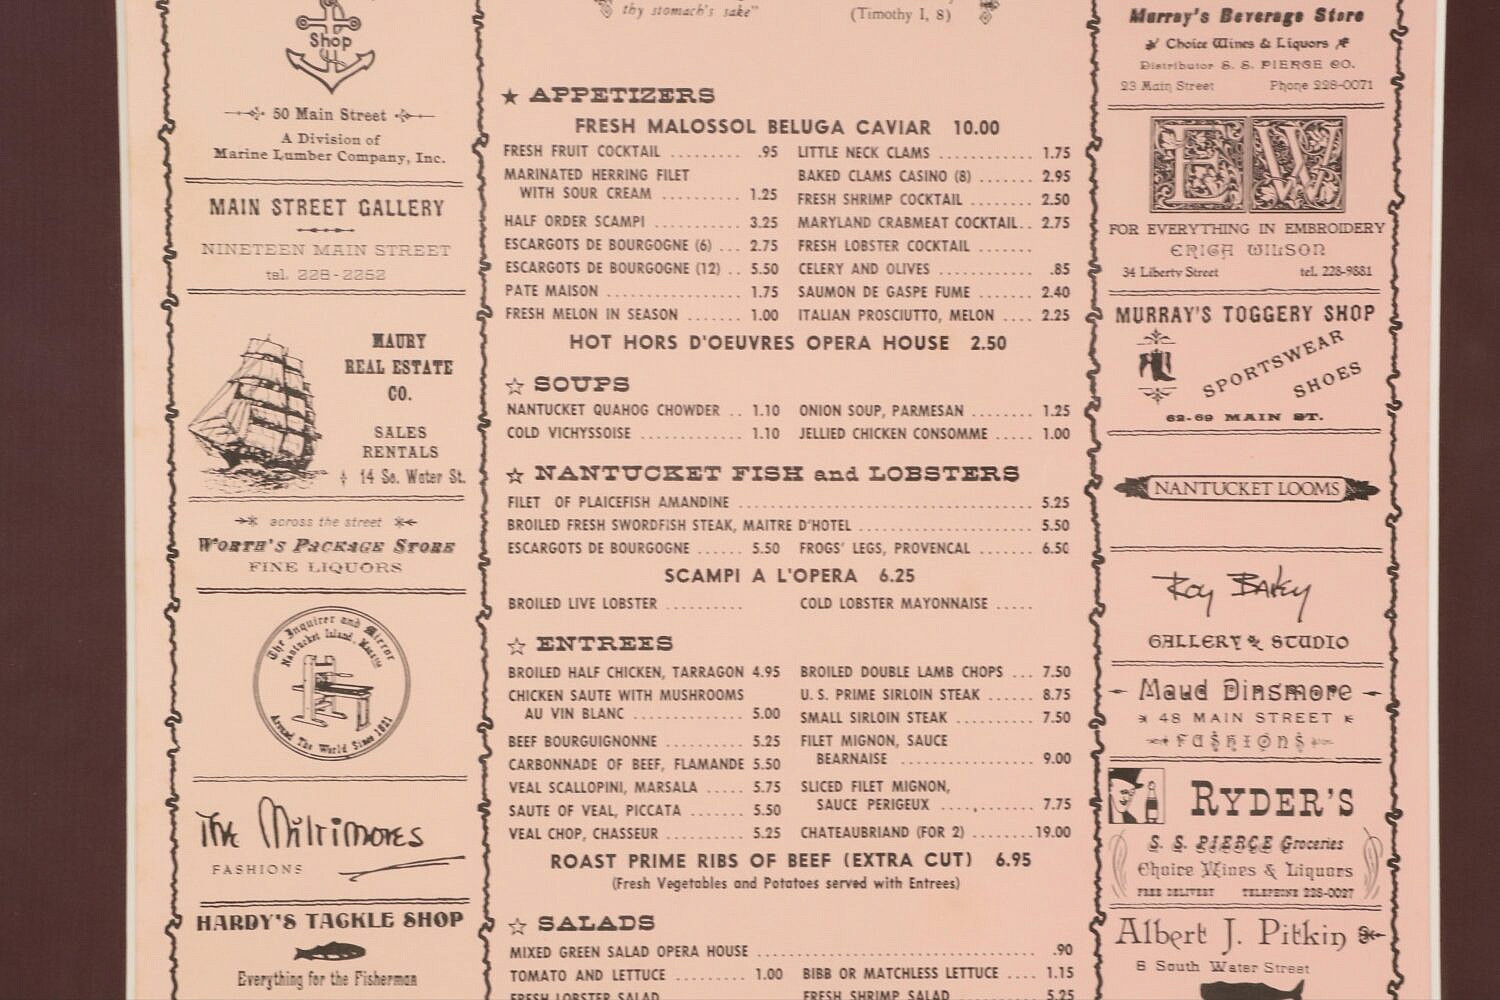 thy stomach's sake"
(Timothy I, 8)
Shop
50 Main Street
A Division of
Marine Lumber Company, Inc.
MAIN STREET GALLERY
NINETEEN MAIN STREET
tel. 228-2252
MAURY
REAL ESTATE
CO.
SALES
RENTALS
14 So. Water St.
across the street
WORTH'S PACKAGE STORE
FINE LIQUORS
The Inquirer and Mirror
Nantucket Island, Mass.
Around The World Since 1821
The Miltimores
FASHIONS
HARDY'S TACKLE SHOP
Everything for the Fisherman
★ APPETIZERS
FRESH MALOSSOL BELUGA CAVIAR 10.00
FRESH FRUIT COCKTAIL ......... .95
MARINATED HERRING FILET
WITH SOUR CREAM .......... 1.25
HALF ORDER SCAMPI ........... 3.25
ESCARGOTS DE BOURGOGNE (6) ... 2.75
ESCARGOTS DE BOURGOGNE (12) .. 5.50
PATE MAISON ................ 1.75
FRESH MELON IN SEASON ....... 1.00
LITTLE NECK CLAMS ........... 1.75
BAKED CLAMS CASINO (8) ....... 2.95
FRESH SHRIMP COCKTAIL ....... 2.50
MARYLAND CRABMEAT COCKTAIL.. 2.75
FRESH LOBSTER COCKTAIL .......
CELERY AND OLIVES ............ .85
SAUMON DE GASPE FUME ....... 2.40
ITALIAN PROSCIUTTO, MELON .... 2.25
HOT HORS D'OEUVRES OPERA HOUSE 2.50
☆ SOUPS
NANTUCKET QUAHOG CHOWDER .. 1.10
COLD VICHYSSOISE ............ 1.10
ONION SOUP, PARMESAN ........ 1.25
JELLIED CHICKEN CONSOMME ..... 1.00
☆ NANTUCKET FISH and LOBSTERS
FILET OF PLAICEFISH AMANDINE ................................ 5.25
BROILED FRESH SWORDFISH STEAK, MAITRE D'HOTEL ...................... 5.50
ESCARGOTS DE BOURGOGNE ...... 5.50
FROGS' LEGS, PROVENCAL ....... 6.50
SCAMPI A L'OPERA 6.25
BROILED LIVE LOBSTER ..........
COLD LOBSTER MAYONNAISE .....
☆ ENTREES
BROILED HALF CHICKEN, TARRAGON 4.95
CHICKEN SAUTE WITH MUSHROOMS
AU VIN BLANC .............. 5.00
BEEF BOURGUIGNONNE .......... 5.25
CARBONNADE OF BEEF, FLAMANDE 5.50
VEAL SCALLOPINI, MARSALA ..... 5.75
SAUTE OF VEAL, PICCATA ....... 5.50
VEAL CHOP, CHASSEUR .......... 5.25
BROILED DOUBLE LAMB CHOPS ... 7.50
U. S. PRIME SIRLOIN STEAK ...... 8.75
SMALL SIRLOIN STEAK .......... 7.50
FILET MIGNON, SAUCE
BEARNAISE ................. 9.00
SLICED FILET MIGNON,
SAUCE PERIGEUX ............. 7.75
CHATEAUBRIAND (FOR 2) ........19.00
ROAST PRIME RIBS OF BEEF (EXTRA CUT) 6.95
(Fresh Vegetables and Potatoes served with Entrees)
☆ SALADS
MIXED GREEN SALAD OPERA HOUSE ................................... .90
TOMATO AND LETTUCE ......... 1.00
BIBB OR MATCHLESS LETTUCE .... 1.15
FRESH LOBSTER SALAD
FRESH SHRIMP SALAD 5.25
Murray's Beverage Store
Choice Wines & Liquors
Distributor S. S. PIERCE CO.
23 Main Street Phone 228-0071
EW
FOR EVERYTHING IN EMBROIDERY
ERICA WILSON
34 Liberty Street tel. 228-9881
MURRAY'S TOGGERY SHOP
SPORTSWEAR
SHOES
62-69 MAIN ST.
NANTUCKET LOOMS
Roy Bailey
GALLERY & STUDIO
Maud Dinsmore
48 MAIN STREET
FASHIONS
RYDER'S
S. S. PIERCE Groceries
Choice Wines & Liquors
FREE DELIVERY TELEPHONE 228-0027
Albert J. Pitkin
6 South Water Street